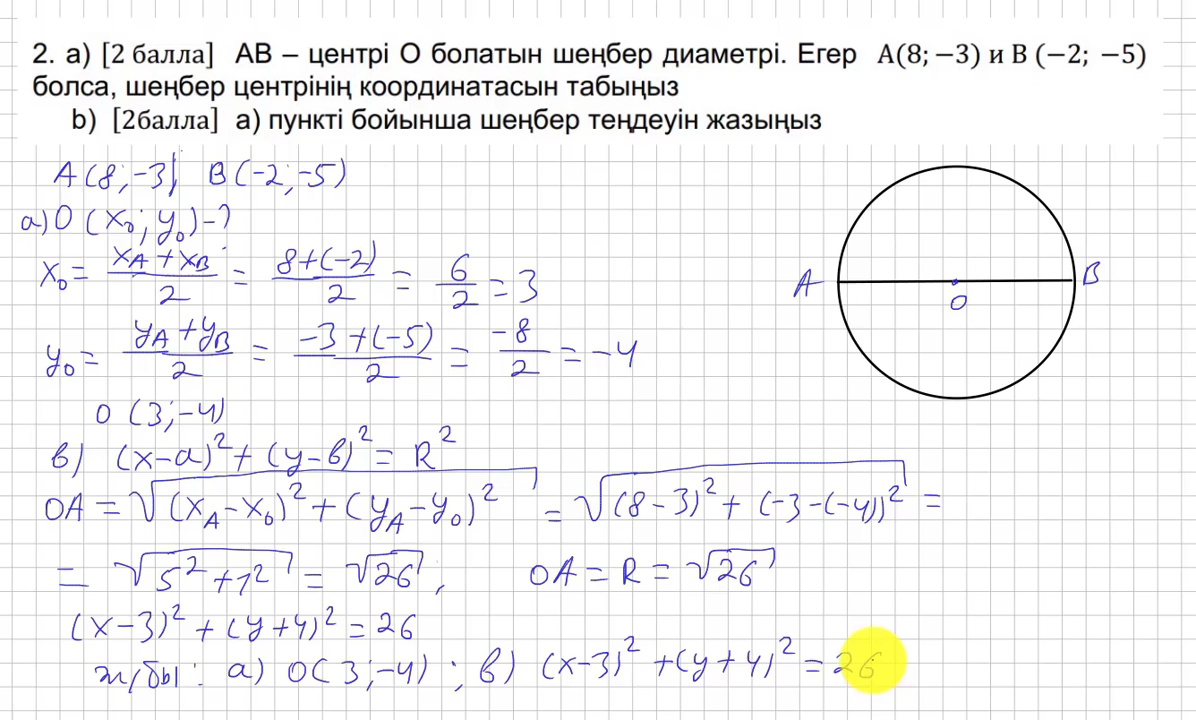 2. a) [2 балла] AB – центрі O болатын шеңбер диаметрі. Егер A(8; −3) и B (−2; −5)
болса, шеңбер центрінің координатасын табыңыз
b) [2балла] a) пункті бойынша шеңбер теңдеуін жазыңыз
A (8; -3) B (-2; -5)
a) O (x₀; y₀) - ?
x₀ = (x_A + x_B)/2 = (8+(-2))/2 = 6/2 = 3
y₀ = (y_A + y_B)/2 = (-3+(-5))/2 = -8/2 = -4
O (3; -4)
в) (x-a)² + (y-в)² = R²
OA = √((x_A - x₀)² + (y_A - y₀)²) = √((8-3)² + (-3-(-4))²) =
= √(5² + 1²) = √26; OA = R = √26
(x-3)² + (y+4)² = 26
ж/бы: a) O(3; -4); в) (x-3)² + (y+4)² = 26
A
B
O